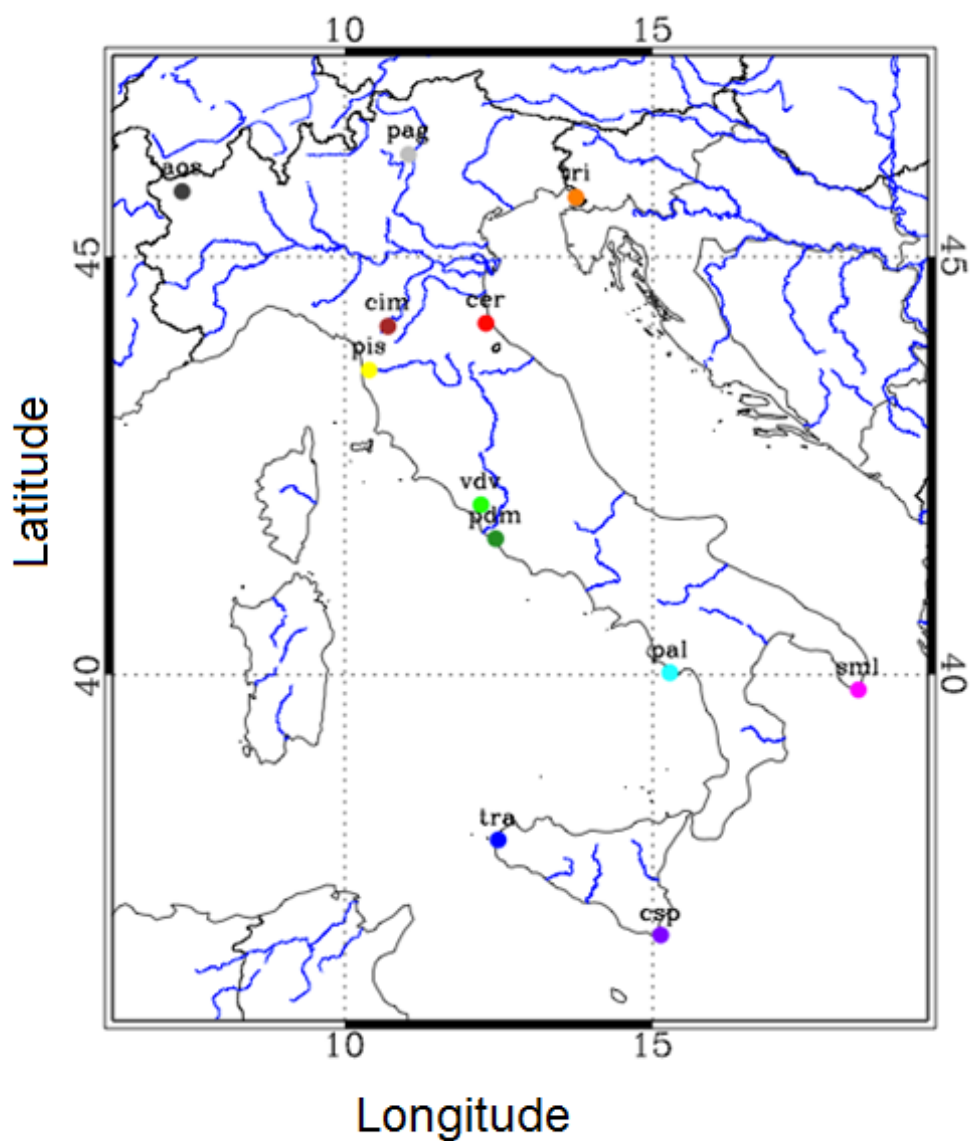 10 15
pag
aos
tri
45 45
cim cer
pis
vdv
pdm
Latitude
pal
sml
40 40
tra
csp
10 15
Longitude